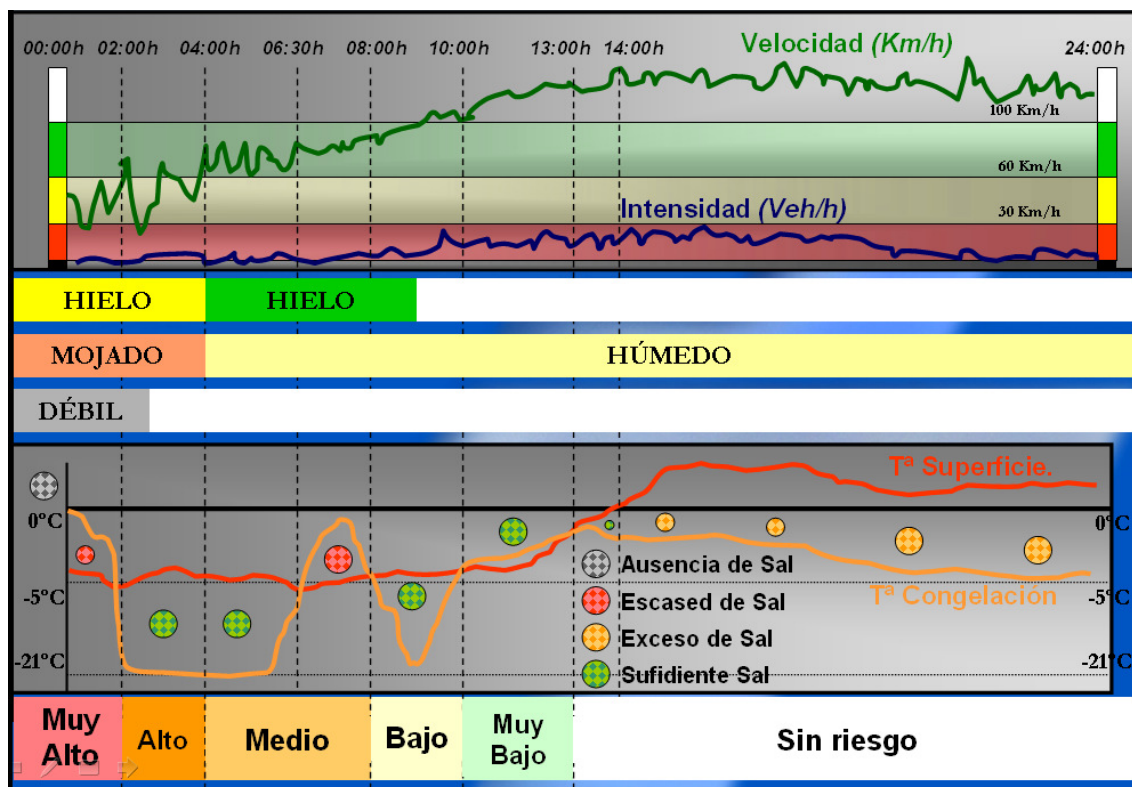 00:00h 02:00h 04:00h 06:30h 08:00h 10:00h 13:00h 14:00h 24:00h
Velocidad (Km/h)
100 Km/h
60 Km/h
Intensidad (Veh/h)
30 Km/h
HIELO HIELO
MOJADO HÚMEDO
DÉBIL
Tª Superficie.
0°C 0°C
Ausencia de Sal
-5°C Tª Congelación -5°C
Escased de Sal
Exceso de Sal
-21°C -21°C
Sufidiente Sal
Muy Alto Alto Medio Bajo Muy Bajo Sin riesgo